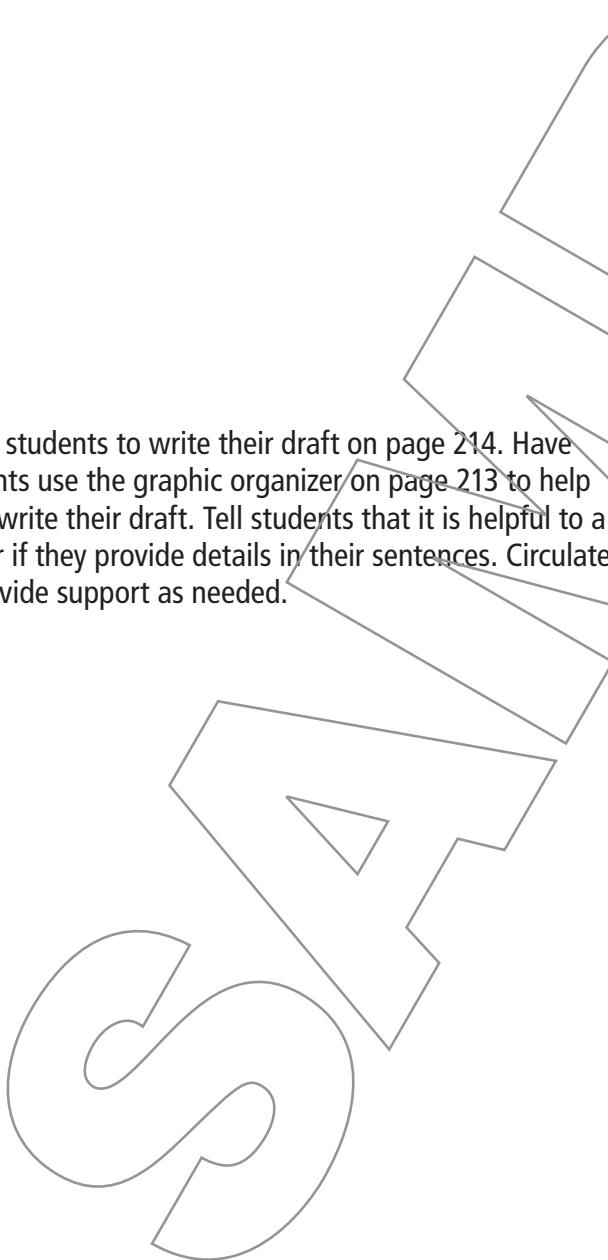 students to write their draft on page 214. Have
nts use the graphic organizer on page 213 to help
write their draft. Tell students that it is helpful to a
r if they provide details in their sentences. Circulate
vide support as needed.
SAM